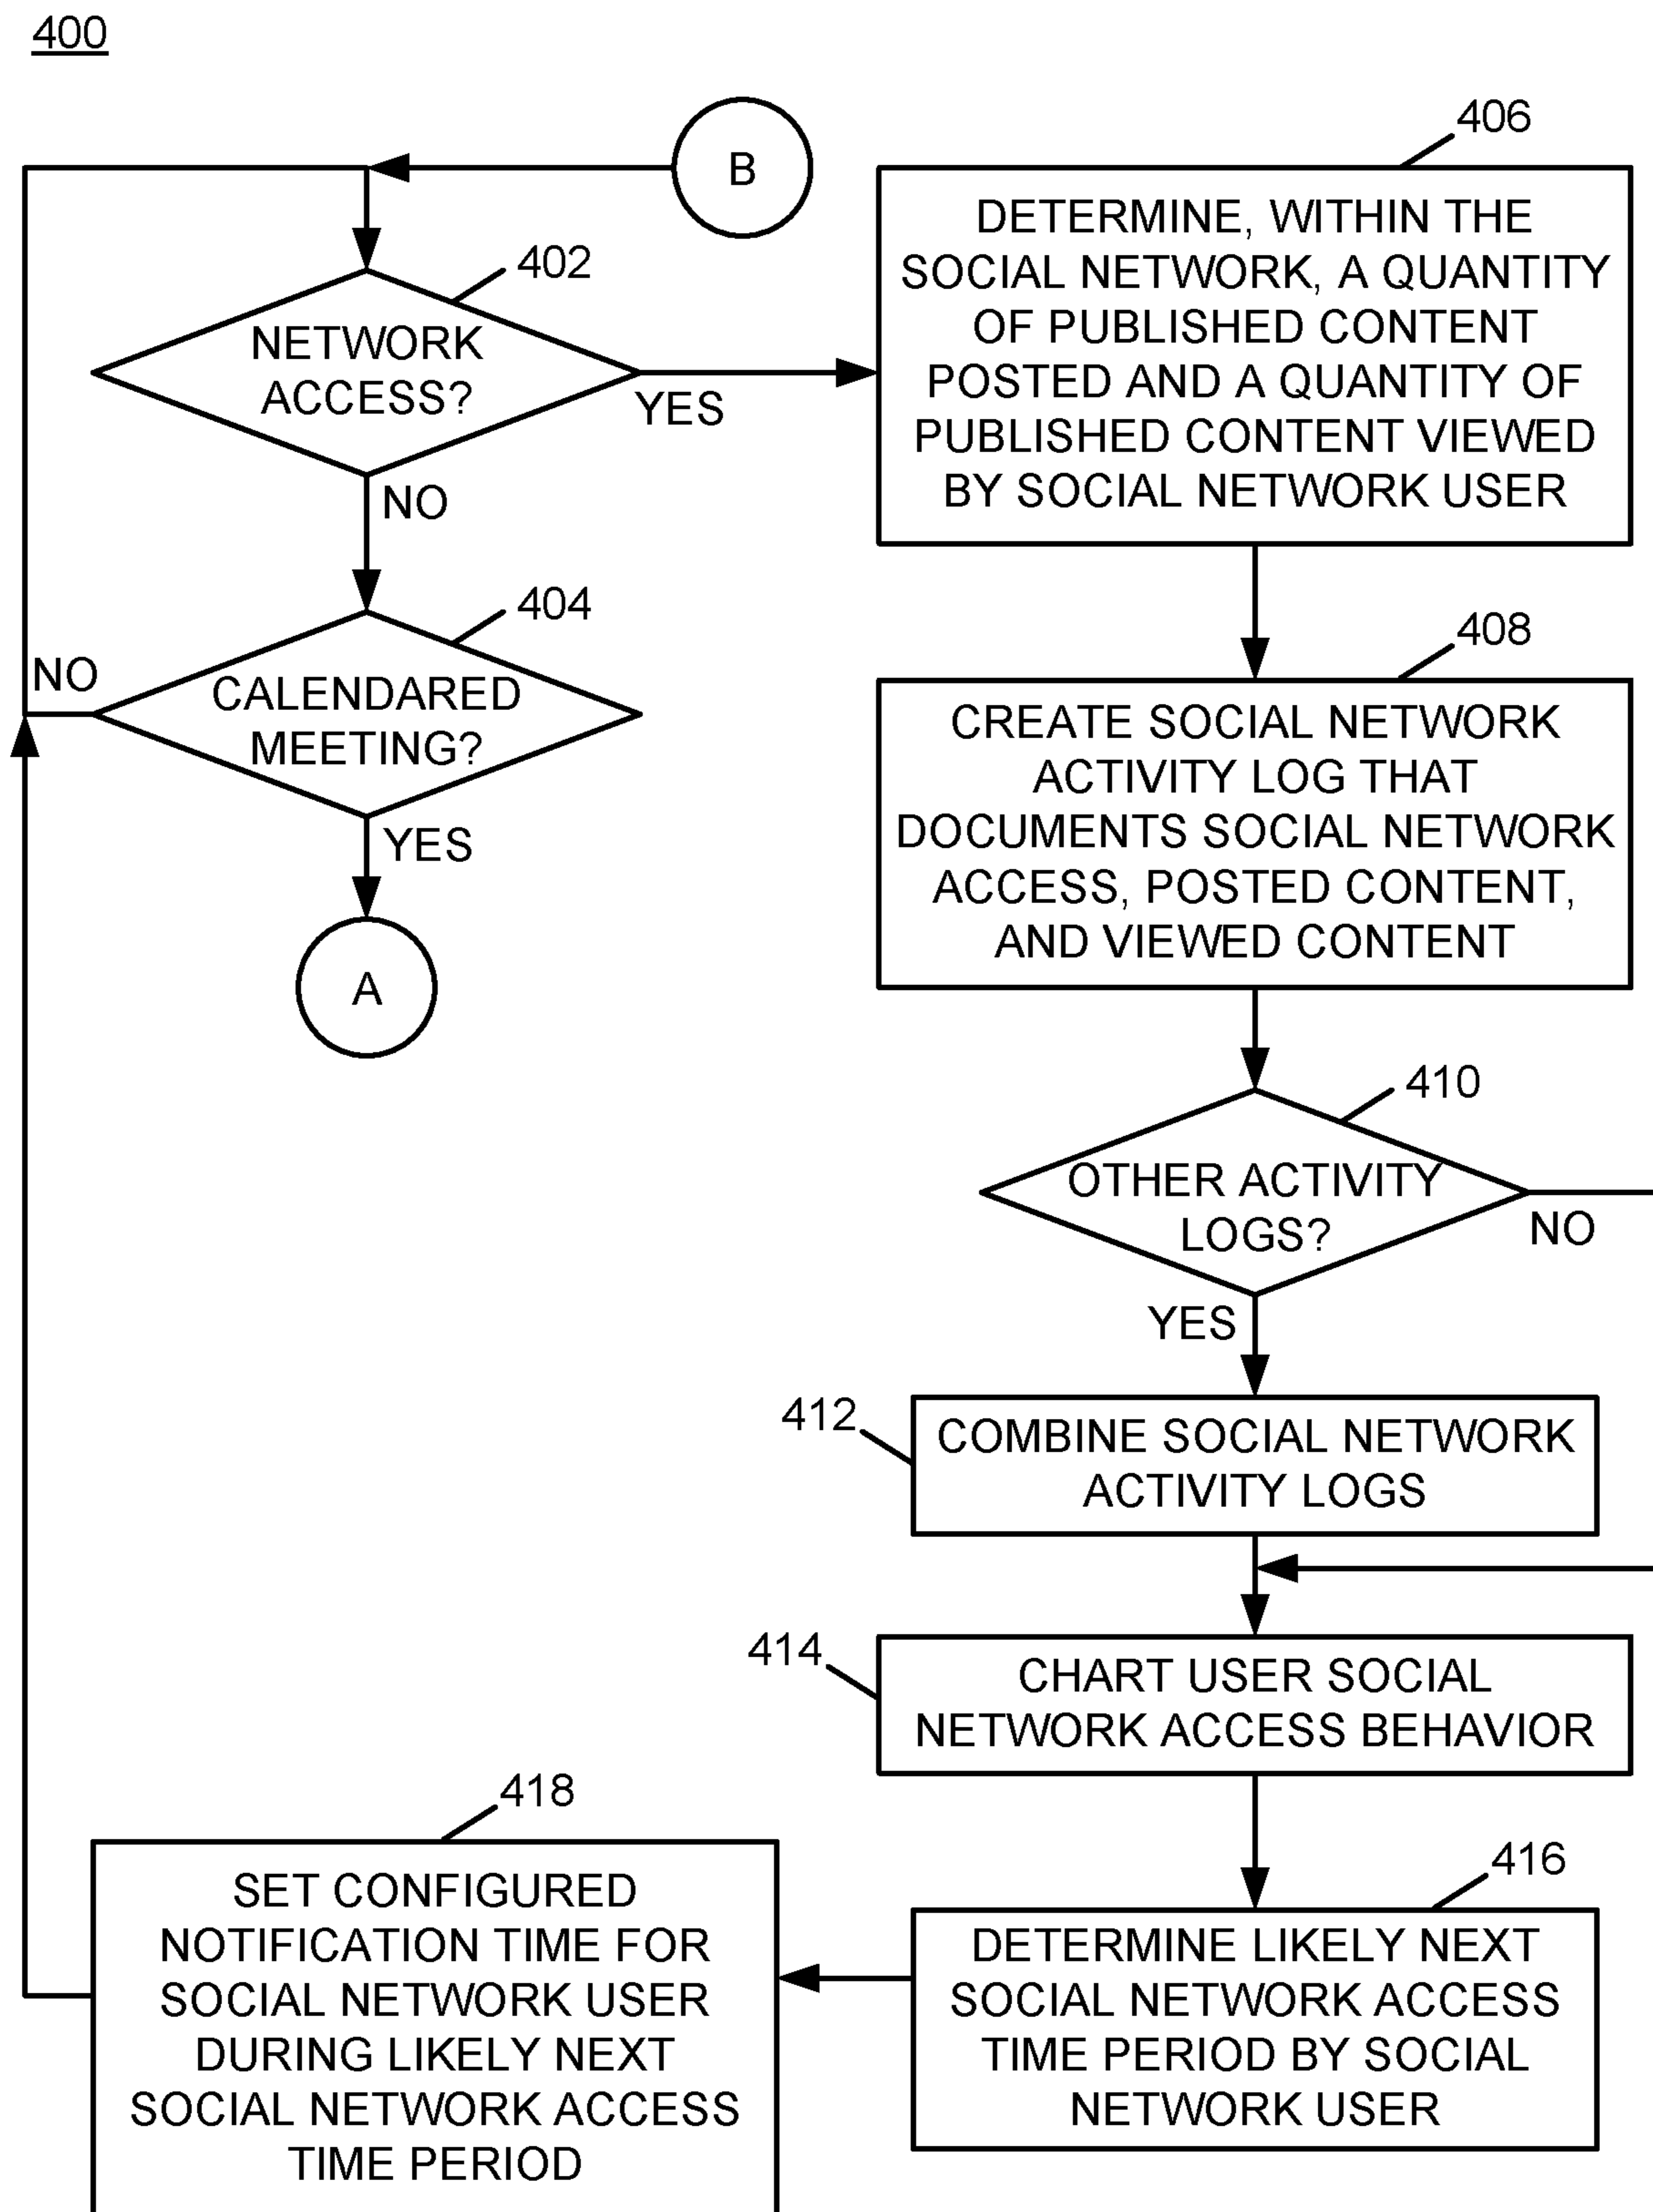 400
B
402
NETWORK
ACCESS?
YES
NO
404
CALENDARED
MEETING?
NO
YES
A
406
DETERMINE, WITHIN THE
SOCIAL NETWORK, A QUANTITY
OF PUBLISHED CONTENT
POSTED AND A QUANTITY OF
PUBLISHED CONTENT VIEWED
BY SOCIAL NETWORK USER
408
CREATE SOCIAL NETWORK
ACTIVITY LOG THAT
DOCUMENTS SOCIAL NETWORK
ACCESS, POSTED CONTENT,
AND VIEWED CONTENT
410
OTHER ACTIVITY
LOGS?
NO
YES
412
COMBINE SOCIAL NETWORK
ACTIVITY LOGS
414
CHART USER SOCIAL
NETWORK ACCESS BEHAVIOR
416
DETERMINE LIKELY NEXT
SOCIAL NETWORK ACCESS
TIME PERIOD BY SOCIAL
NETWORK USER
418
SET CONFIGURED
NOTIFICATION TIME FOR
SOCIAL NETWORK USER
DURING LIKELY NEXT
SOCIAL NETWORK ACCESS
TIME PERIOD